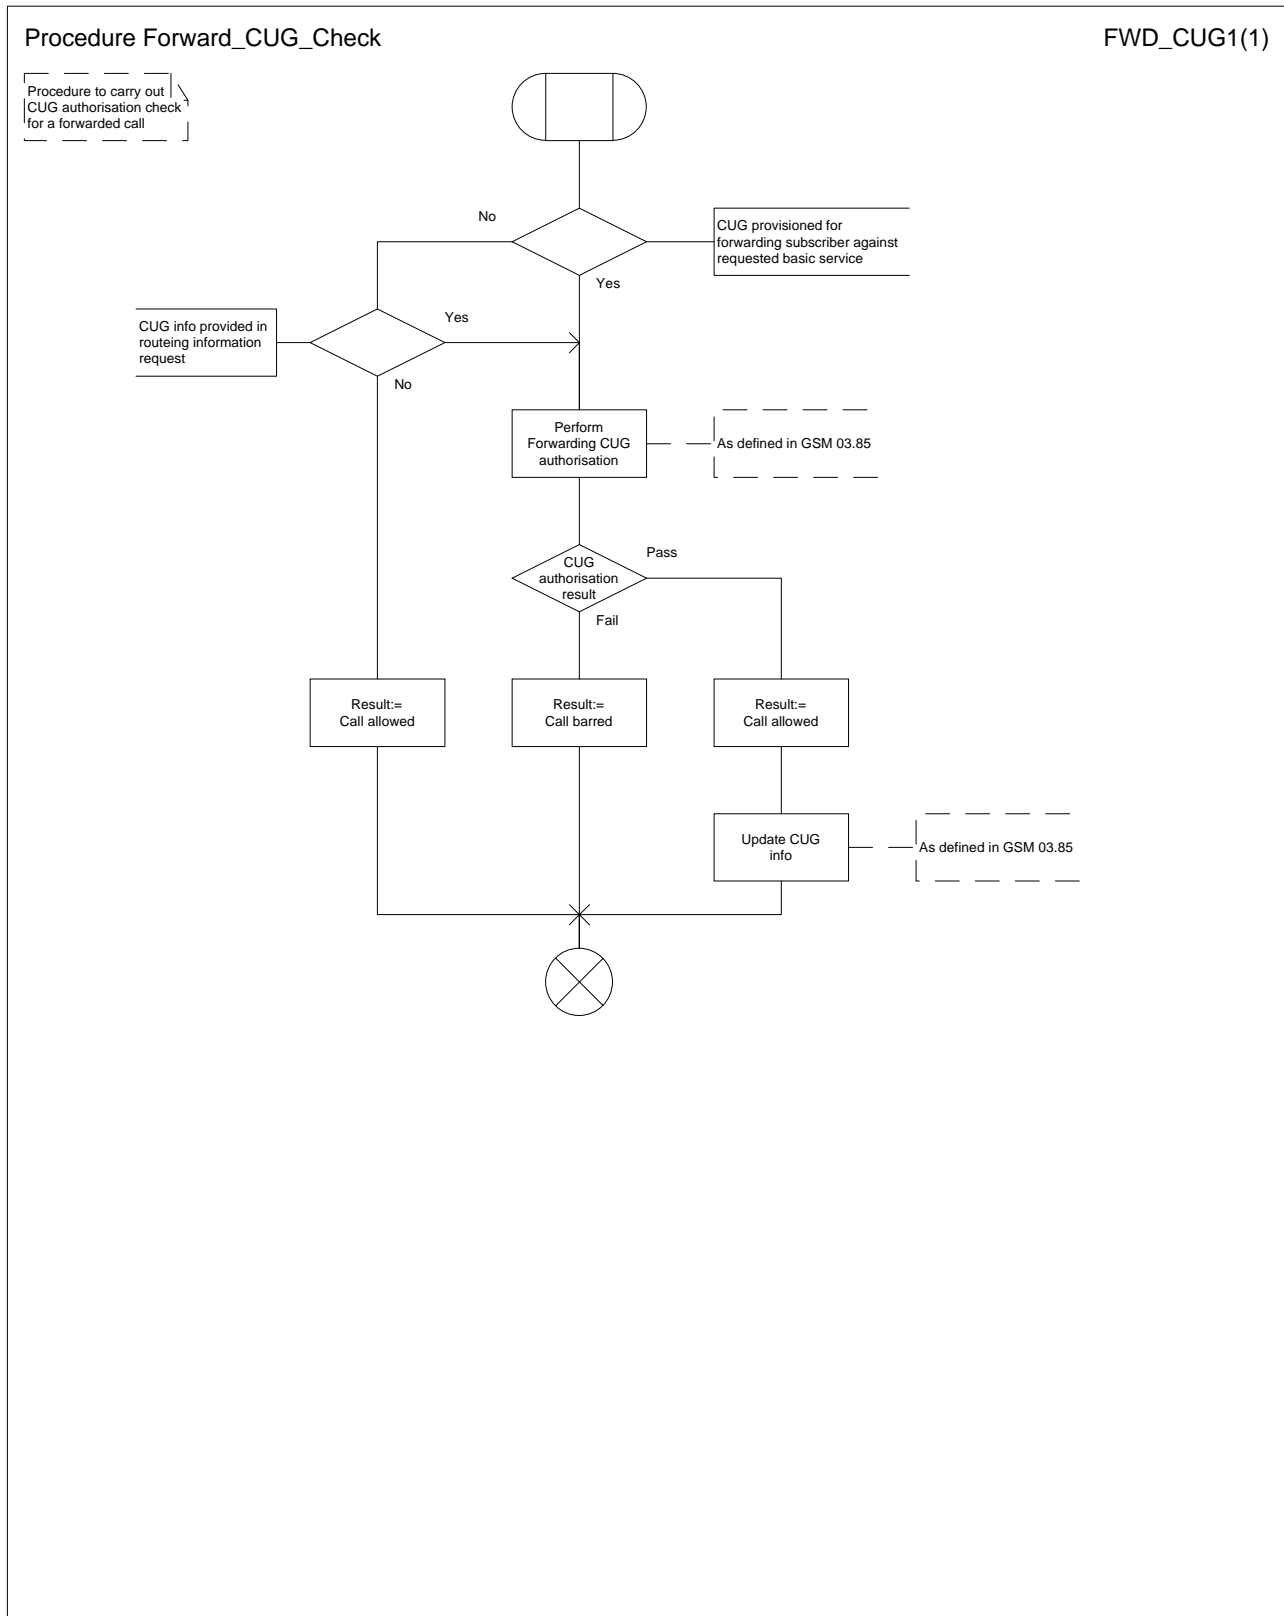 Procedure Forward_CUG_Check
FWD_CUG1(1)
Procedure to carry out
CUG authorisation check
for a forwarded call
No
CUG provisioned for
forwarding subscriber against
requested basic service
Yes
CUG info provided in
routeing information
request
Yes
No
Perform
Forwarding CUG
authorisation
As defined in GSM 03.85
CUG
authorisation
result
Pass
Fail
Result:=
Call allowed
Result:=
Call barred
Result:=
Call allowed
Update CUG
info
As defined in GSM 03.85